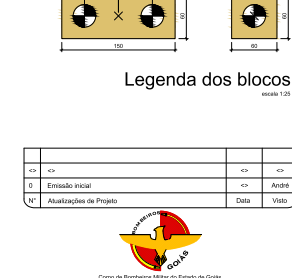 60
150
60
60
Legenda dos blocos
escala 1:25
<> <> <> <>
0 Emissão inicial <> André
N° Atualizações de Projeto Data Visto
BOMBEIROS
GOIÁS
Corpo de Bombeiros Militar do Estado de Goiás